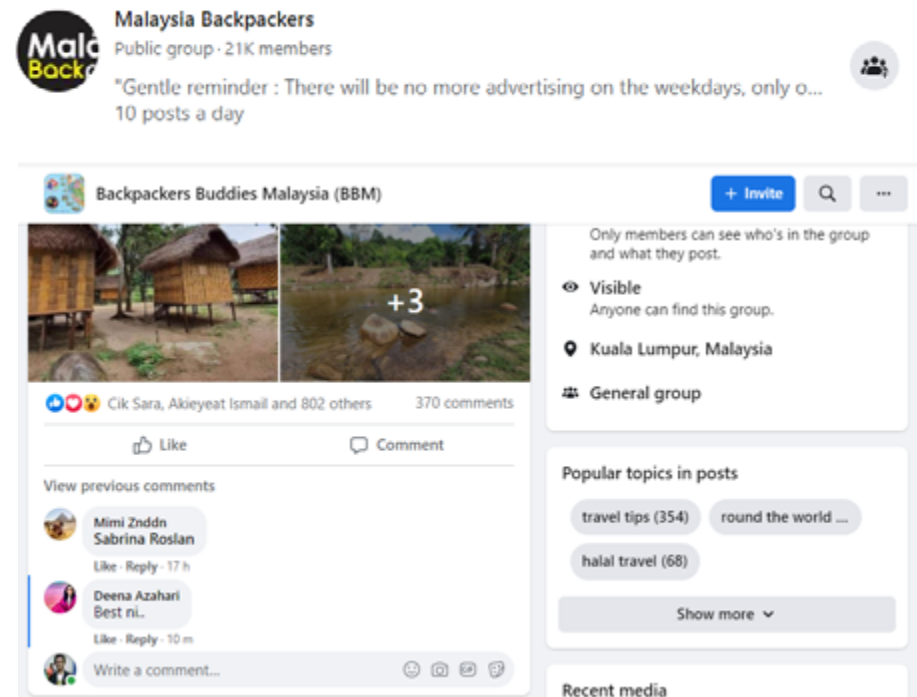 Malaysia Backpackers
Public group · 21K members
"Gentle reminder : There will be no more advertising on the weekdays, only o...
10 posts a day
Backpackers Buddies Malaysia (BBM)
+ Invite
Only members can see who's in the group
and what they post.
Visible
Anyone can find this group.
Kuala Lumpur, Malaysia
General group
+3
Cik Sara, Akieyeat Ismail and 802 others
370 comments
Like
Comment
View previous comments
Mimi Znddn
Sabrina Roslan
Like · Reply · 17 h
Deena Azahari
Best ni..
Like · Reply · 10 m
Write a comment...
GIF
Popular topics in posts
travel tips (354)
round the world ...
halal travel (68)
Show more
Recent media